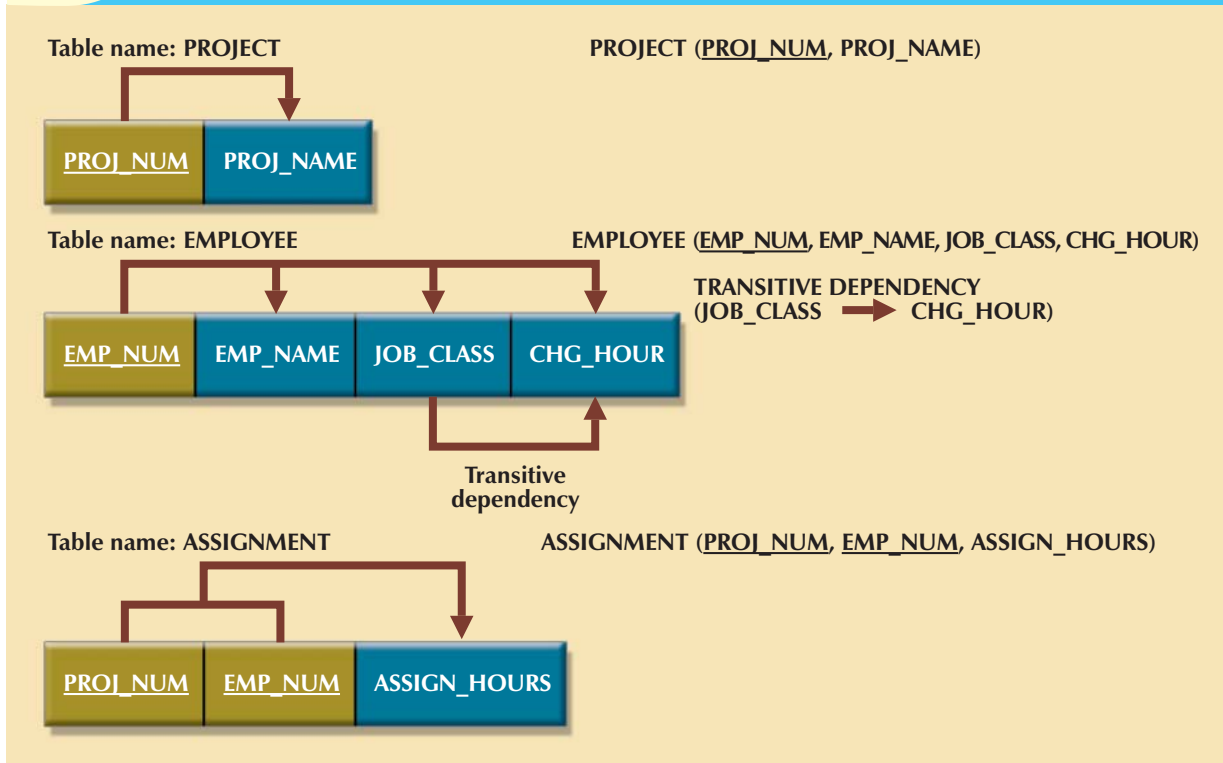 Table name: PROJECT
PROJECT (PROJ_NUM, PROJ_NAME)
PROJ_NUM
PROJ_NAME
Table name: EMPLOYEE
EMPLOYEE (EMP_NUM, EMP_NAME, JOB_CLASS, CHG_HOUR)
TRANSITIVE DEPENDENCY
(JOB_CLASS CHG_HOUR)
EMP_NUM
EMP_NAME
JOB_CLASS
CHG_HOUR
Transitive
dependency
Table name: ASSIGNMENT
ASSIGNMENT (PROJ_NUM, EMP_NUM, ASSIGN_HOURS)
PROJ_NUM
EMP_NUM
ASSIGN_HOURS